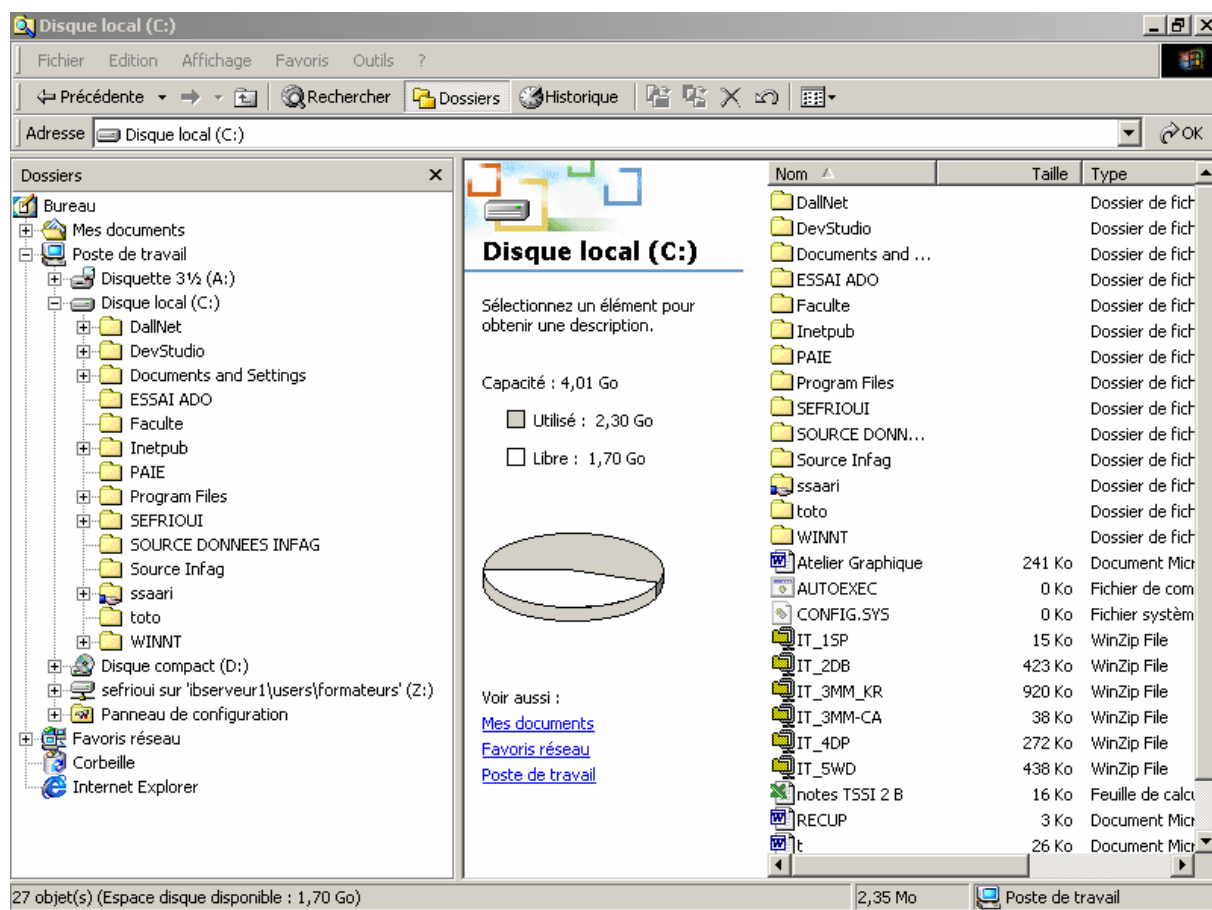 Disque local (C:)
Fichier Edition Affichage Favoris Outils ?
Précédente Rechercher Dossiers Historique
Adresse Disque local (C:) OK
Dossiers
Bureau
Mes documents
Poste de travail
Disquette 3½ (A:)
Disque local (C:)
DallNet
DevStudio
Documents and Settings
ESSAI ADO
Faculte
Inetpub
PAIE
Program Files
SEFRIOUI
SOURCE DONNEES INFAG
Source Infag
ssaari
toto
WINNT
Disque compact (D:)
sefrioui sur 'ibserveur1\users\formateurs' (Z:)
Panneau de configuration
Favoris réseau
Corbeille
Internet Explorer
Disque local (C:)
Sélectionnez un élément pour
obtenir une description.
Capacité : 4,01 Go
Utilisé : 2,30 Go
Libre : 1,70 Go
Voir aussi :
Mes documents
Favoris réseau
Poste de travail
Nom Taille Type
DallNet Dossier de fich
DevStudio Dossier de fich
Documents and ... Dossier de fich
ESSAI ADO Dossier de fich
Faculte Dossier de fich
Inetpub Dossier de fich
PAIE Dossier de fich
Program Files Dossier de fich
SEFRIOUI Dossier de fich
SOURCE DONN... Dossier de fich
Source Infag Dossier de fich
ssaari Dossier de fich
toto Dossier de fich
WINNT Dossier de fich
Atelier Graphique 241 Ko Document Micr
AUTOEXEC 0 Ko Fichier de com
CONFIG.SYS 0 Ko Fichier systèm
IT_1SP 15 Ko WinZip File
IT_2DB 423 Ko WinZip File
IT_3MM_KR 920 Ko WinZip File
IT_3MM-CA 38 Ko WinZip File
IT_4DP 272 Ko WinZip File
IT_5WD 438 Ko WinZip File
notes TSSI 2 B 16 Ko Feuille de calcu
RECUP 3 Ko Document Micr
t 26 Ko Document Micr
27 objet(s) (Espace disque disponible : 1,70 Go) 2,35 Mo Poste de travail